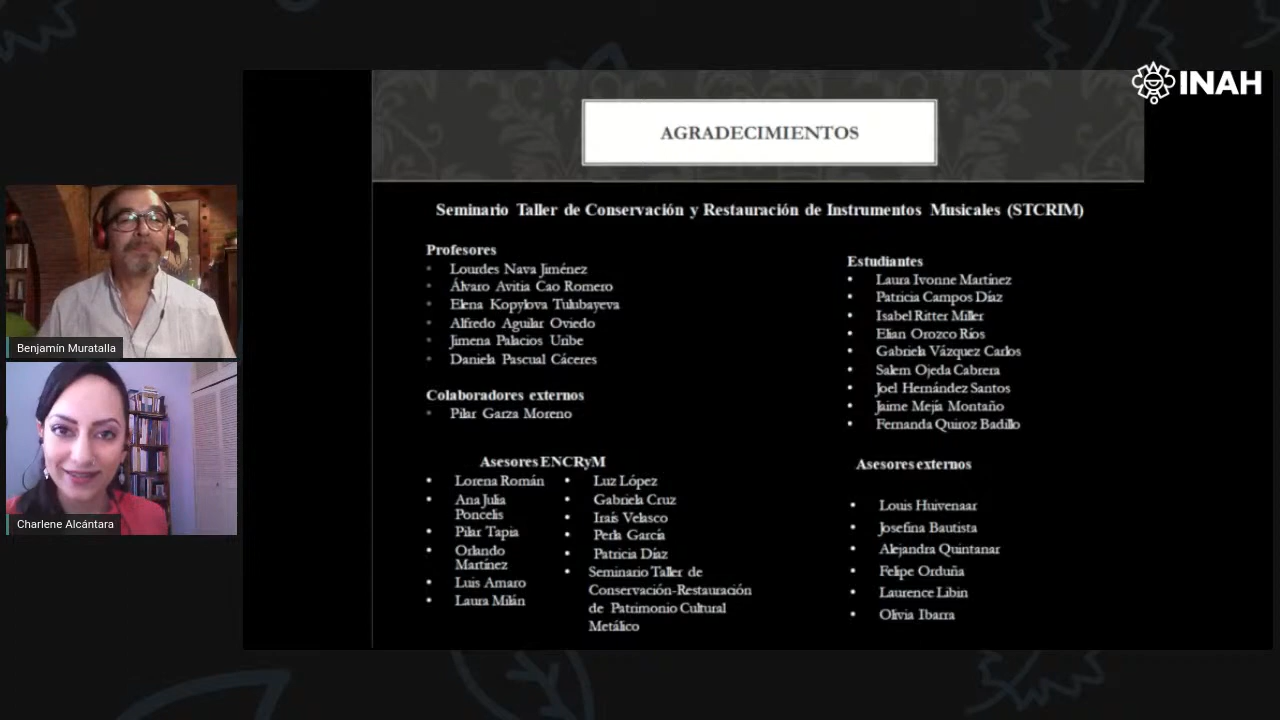 INAH
AGRADECIMIENTOS
Seminario Taller de Conservación y Restauración de Instrumentos Musicales (STCRIM)
Profesores
Lourdes Nava Jiménez
Álvaro Avitia Cao Romero
Elena Kopylova Tulubayeva
Alfredo Aguilar Oviedo
Jimena Palacios Uribe
Daniela Pascual Cáceres
Colaboradores externos
Pilar Garza Moreno
Asesores ENCRyM
Lorena Román
Ana Julia
Poncelis
Pilar Tapia
Orlando
Martínez
Luis Amaro
Laura Milán
Luz López
Gabriela Cruz
Iraís Velasco
Perla García
Patricia Díaz
Seminario Taller de
Conservación-Restauración
de Patrimonio Cultural
Metálico
Estudiantes
Laura Ivonne Martínez
Patricia Campos Díaz
Isabel Ritter Miller
Elian Orozco Ríos
Gabriela Vázquez Carlos
Salem Ojeda Cabrera
Joel Hernández Santos
Jaime Mejía Montaño
Fernanda Quiroz Badillo
Asesores externos
Louis Huivenaar
Josefina Bautista
Alejandra Quintanar
Felipe Orduña
Laurence Libin
Olivia Ibarra
Benjamín Muratalla
Charlene Alcántara